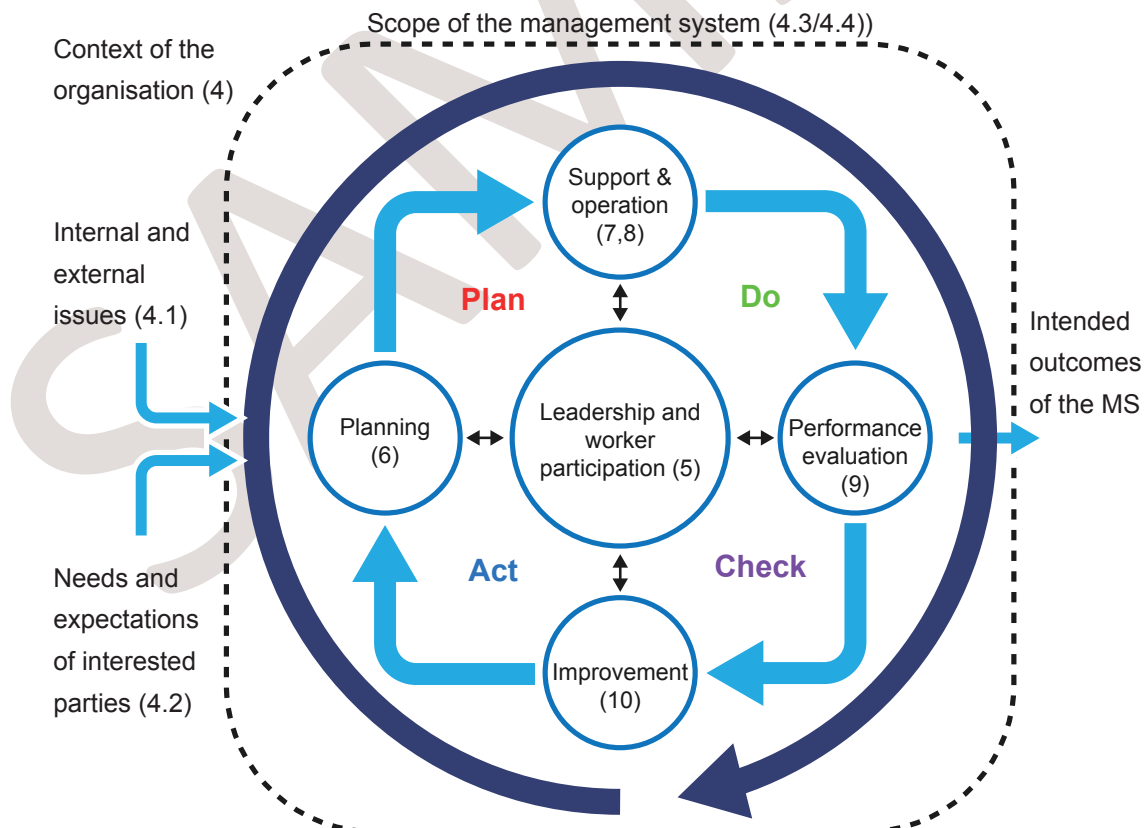 Scope of the management system (4.3/4.4))
Context of the
organisation (4)
Support &
operation
(7,8)
Internal and
external
issues (4.1)
Plan
Do
Intended
outcomes
of the MS
Planning
(6)
Leadership and
worker
participation (5)
Performance
evaluation
(9)
Needs and
expectations
of interested
parties (4.2)
Act
Check
Improvement
(10)